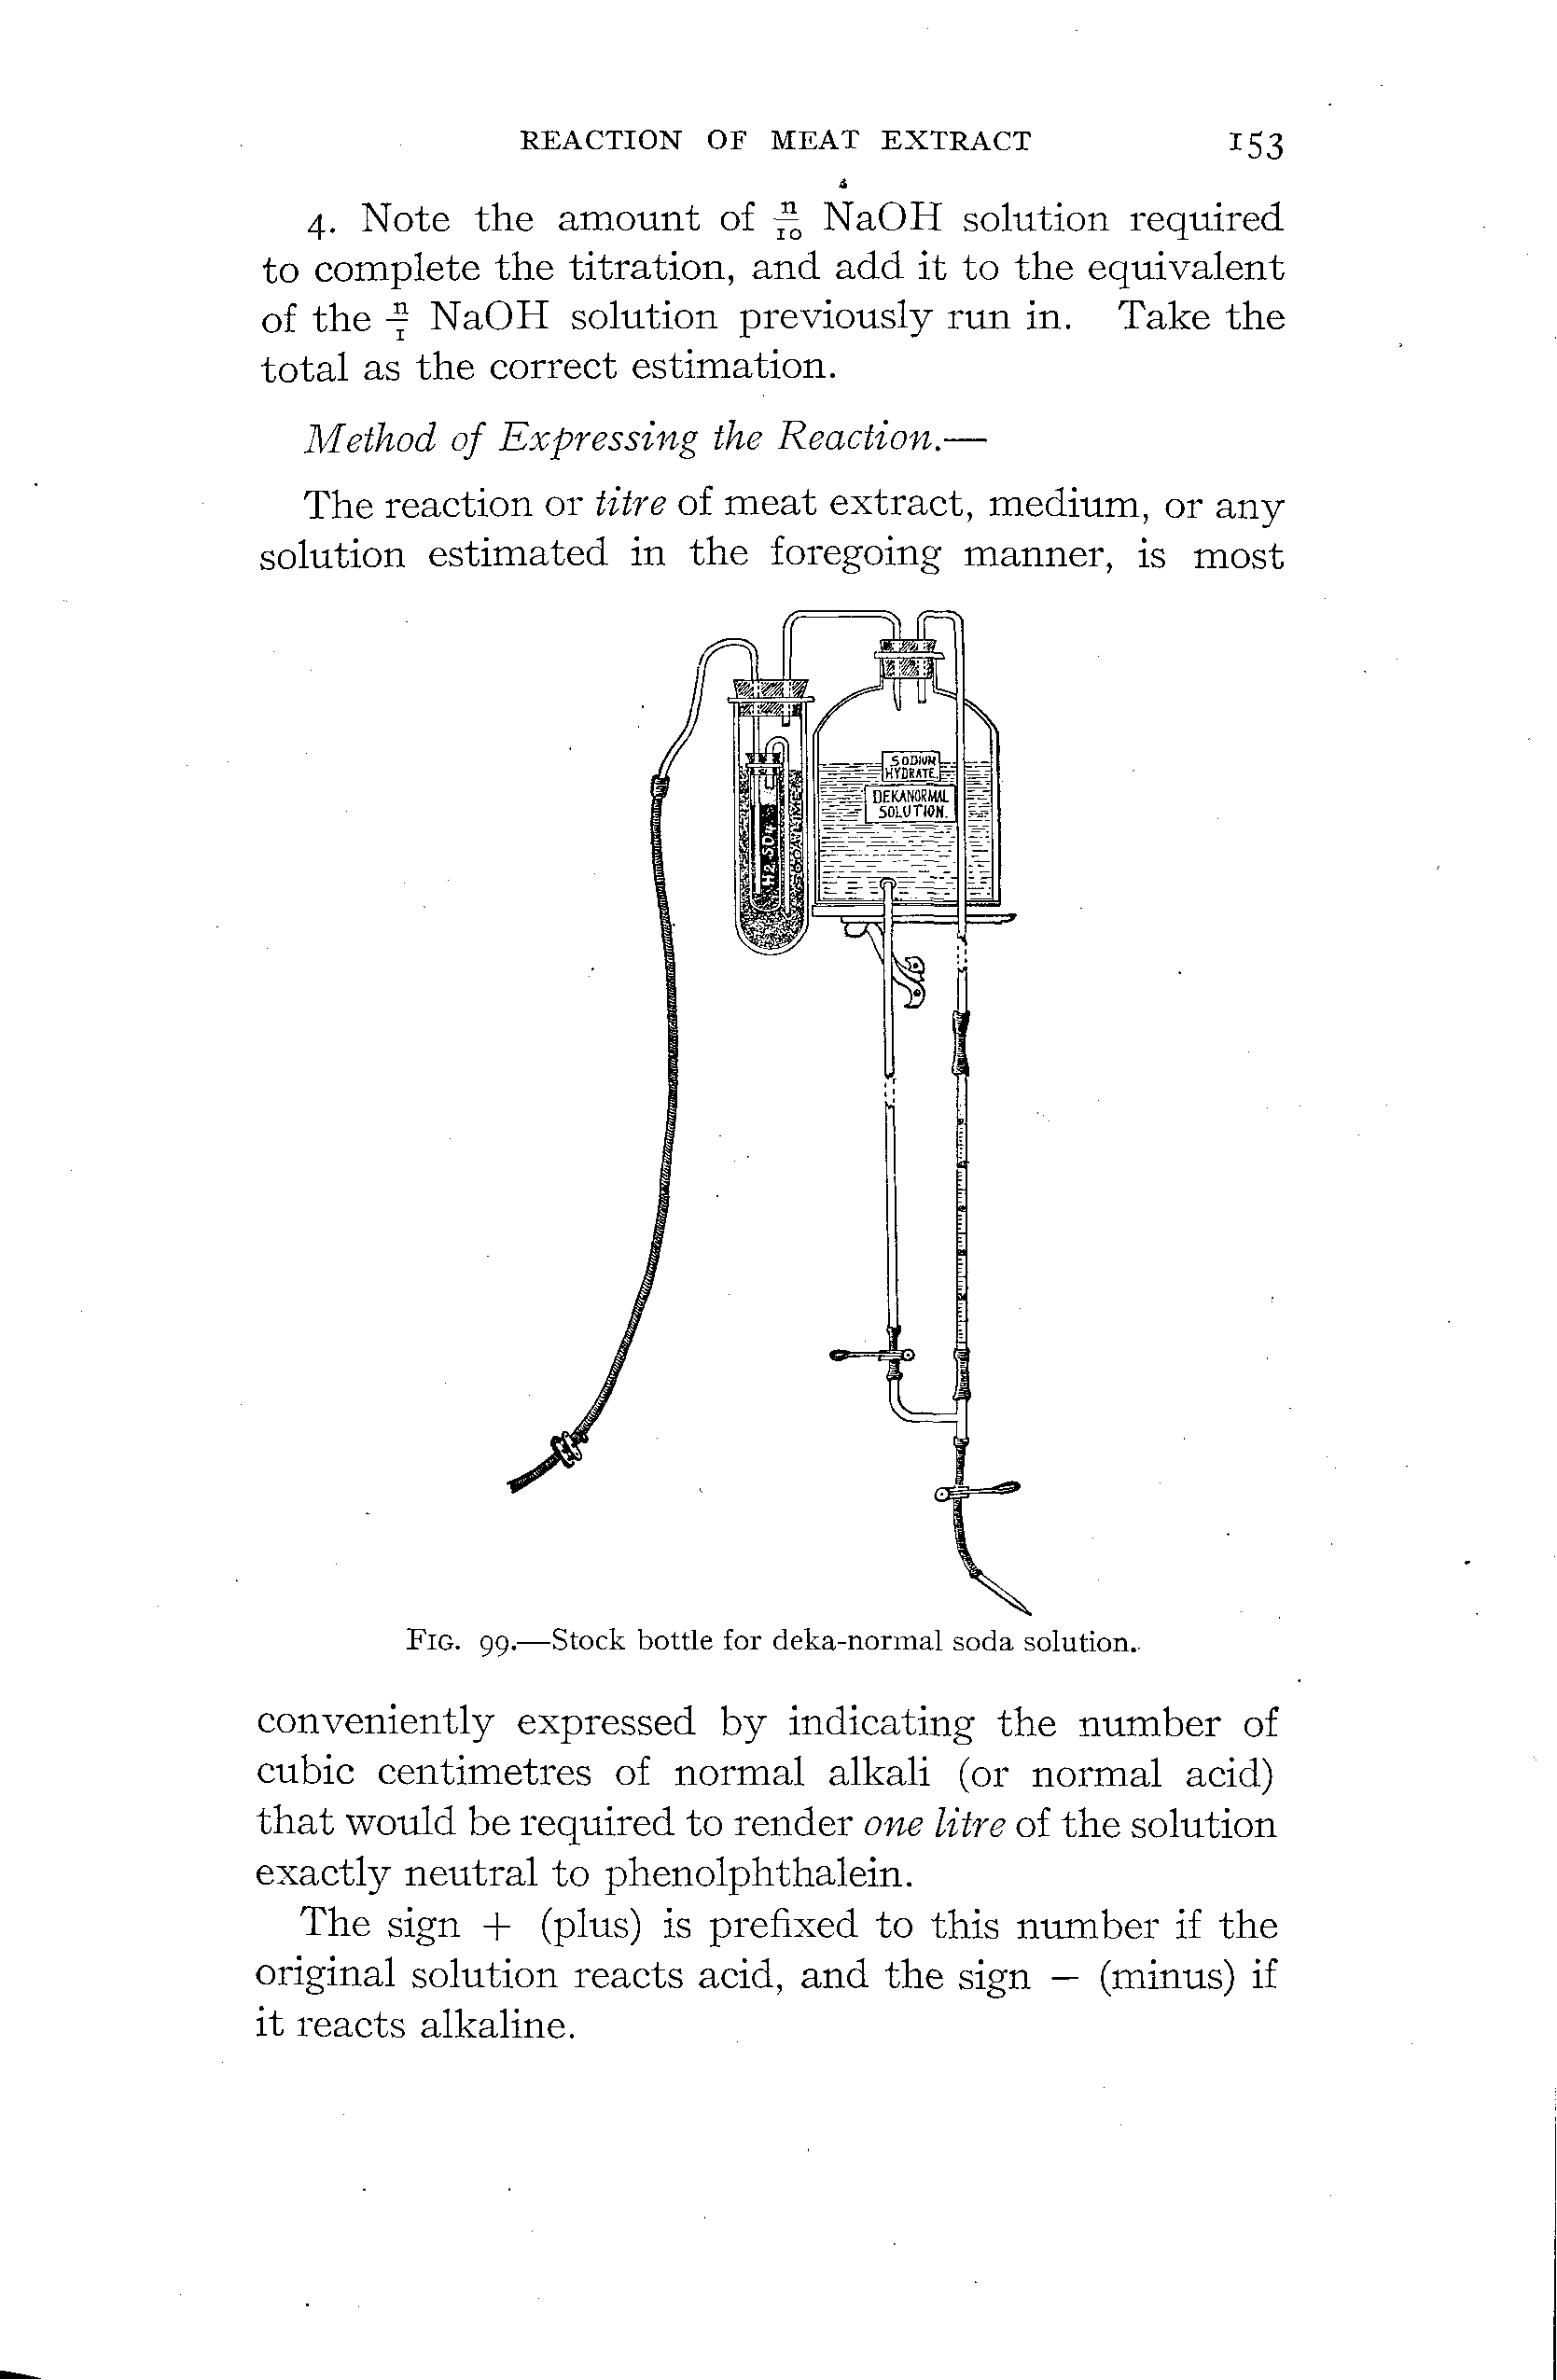 REACTION OF MEAT EXTRACT 153
4. Note the amount of n/10 NaOH solution required
to complete the titration, and add it to the equivalent
of the n/1 NaOH solution previously run in. Take the
total as the correct estimation.
Method of Expressing the Reaction.—
The reaction or titre of meat extract, medium, or any
solution estimated in the foregoing manner, is most
SODIUM
HYDRATE.
DEKANORMAL
SOLUTION.
H2.SO4
SODA LIME
FIG. 99.—Stock bottle for deka-normal soda solution.
conveniently expressed by indicating the number of
cubic centimetres of normal alkali (or normal acid)
that would be required to render one litre of the solution
exactly neutral to phenolphthalein.
The sign + (plus) is prefixed to this number if the
original solution reacts acid, and the sign − (minus) if
it reacts alkaline.